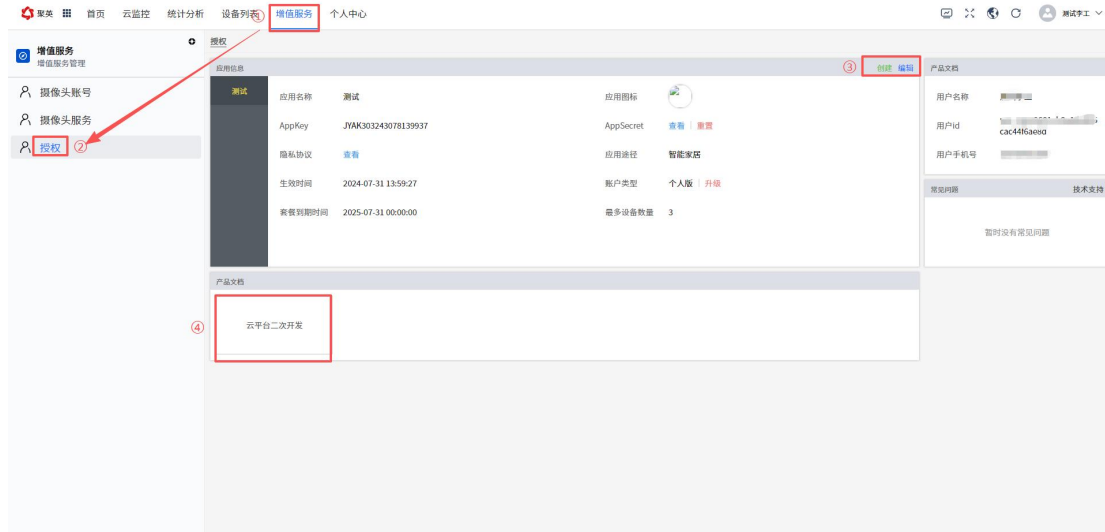 聚英 首页 云监控 统计分析 设备列表 ① 增值服务 个人中心 测试李工
增值服务
增值服务管理
摄像头账号
摄像头服务
授权 ②
授权
应用信息 ③ 创建 编辑
测试
应用名称 测试 应用图标
AppKey JYAK303243078139937 AppSecret 查看 重置
隐私协议 查看 应用途径 智能家居
生效时间 2024-07-31 13:59:27 账户类型 个人版 升级
套餐到期时间 2025-07-31 00:00:00 最多设备数量 3
产品文档
④ 云平台二次开发
产品文档
用户名称
用户id
cac44f6ae8d
用户手机号
常见问题 技术支持
暂时没有常见问题